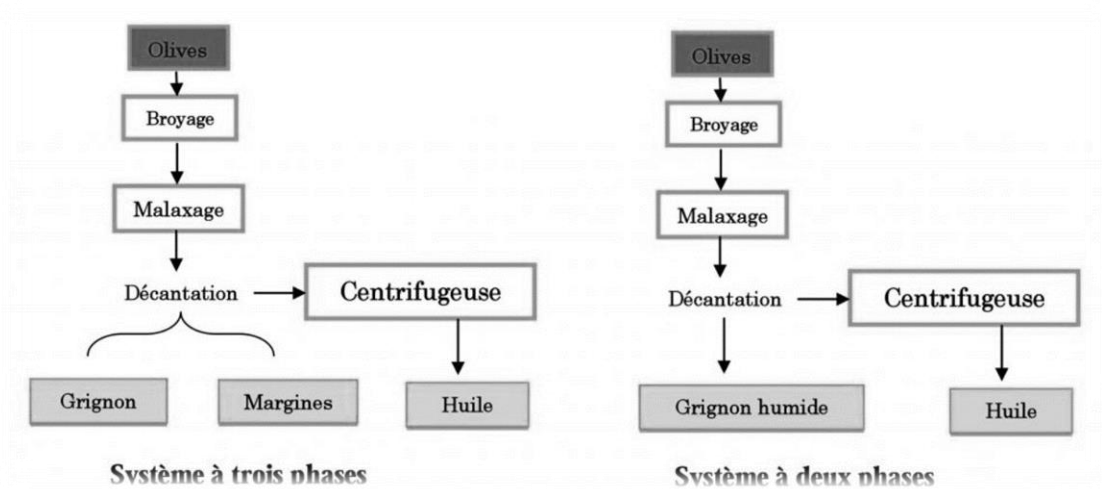 Olives
Broyage
Malaxage
Décantation
Centrifugeuse
Grignon
Margines
Huile
Système à trois phases
Olives
Broyage
Malaxage
Décantation
Centrifugeuse
Grignon humide
Huile
Système à deux phases